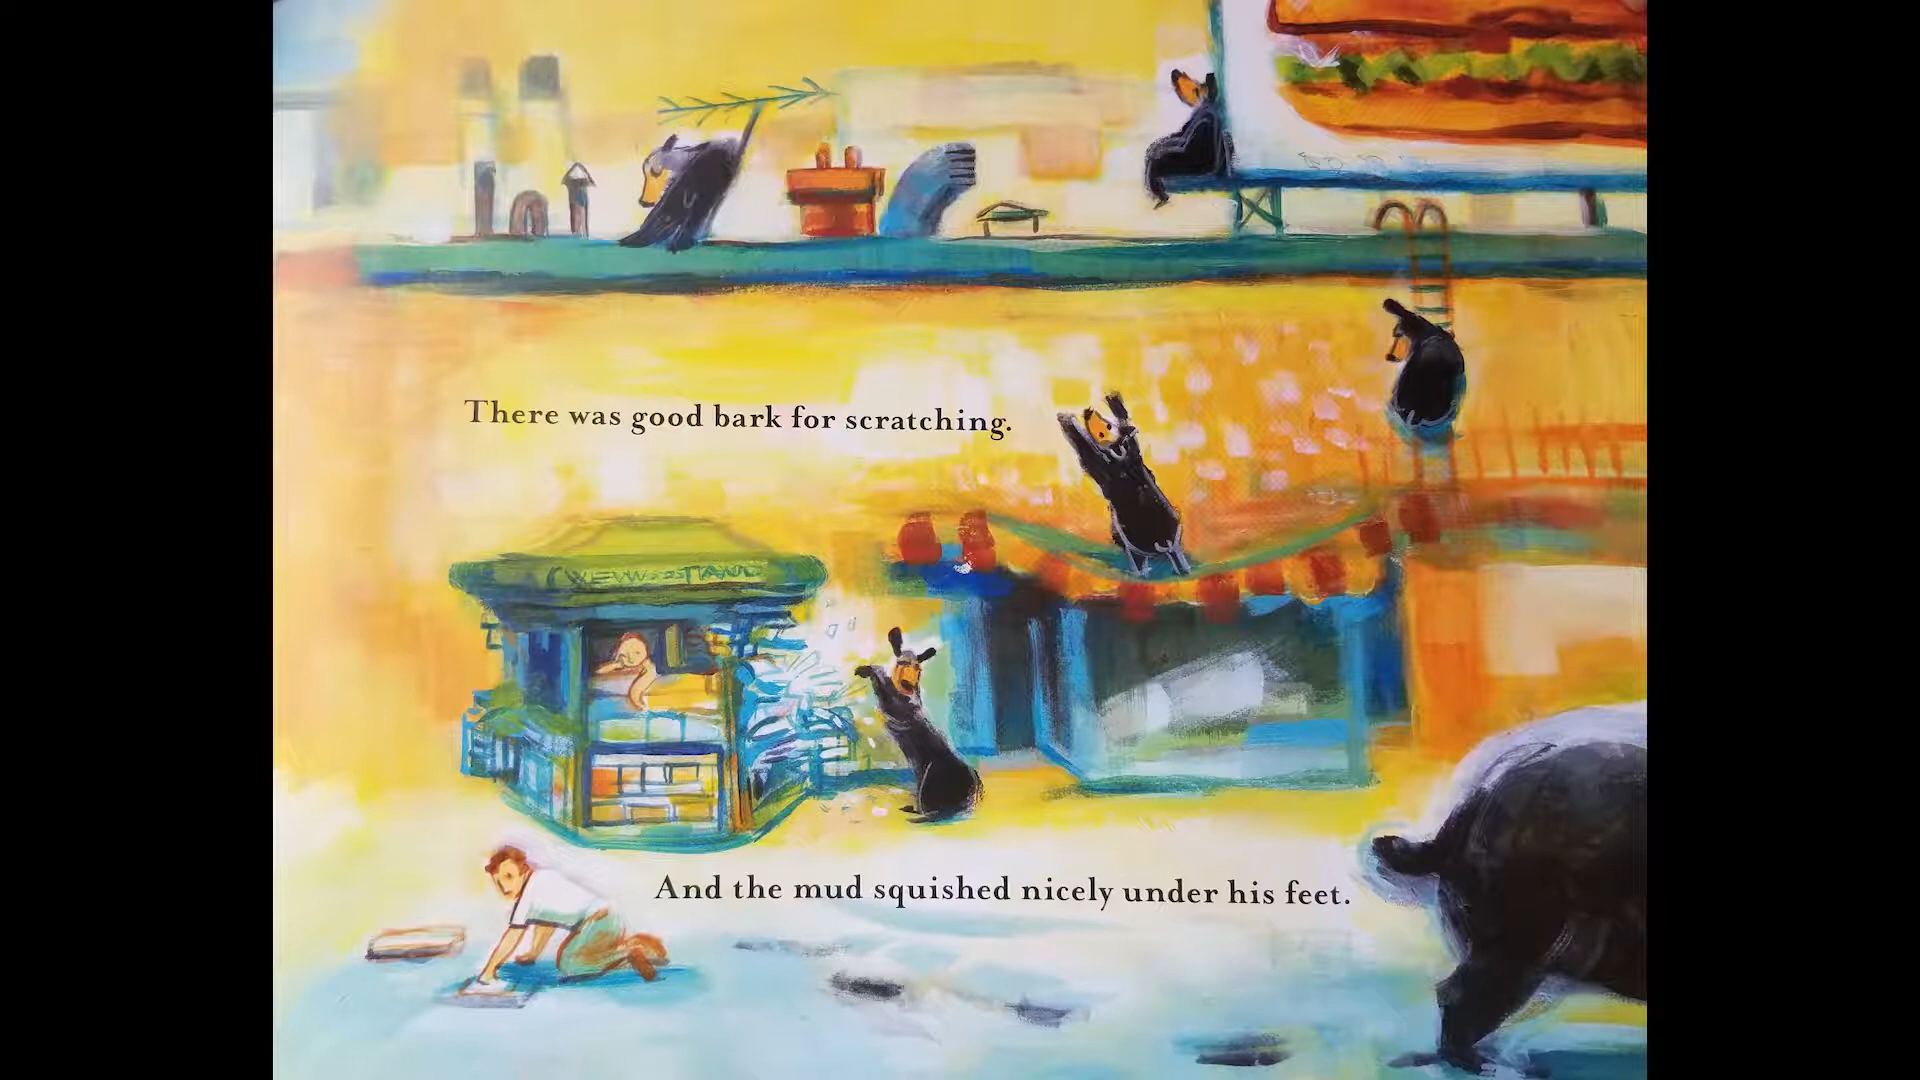 There was good bark for scratching.
And the mud squished nicely under his feet.